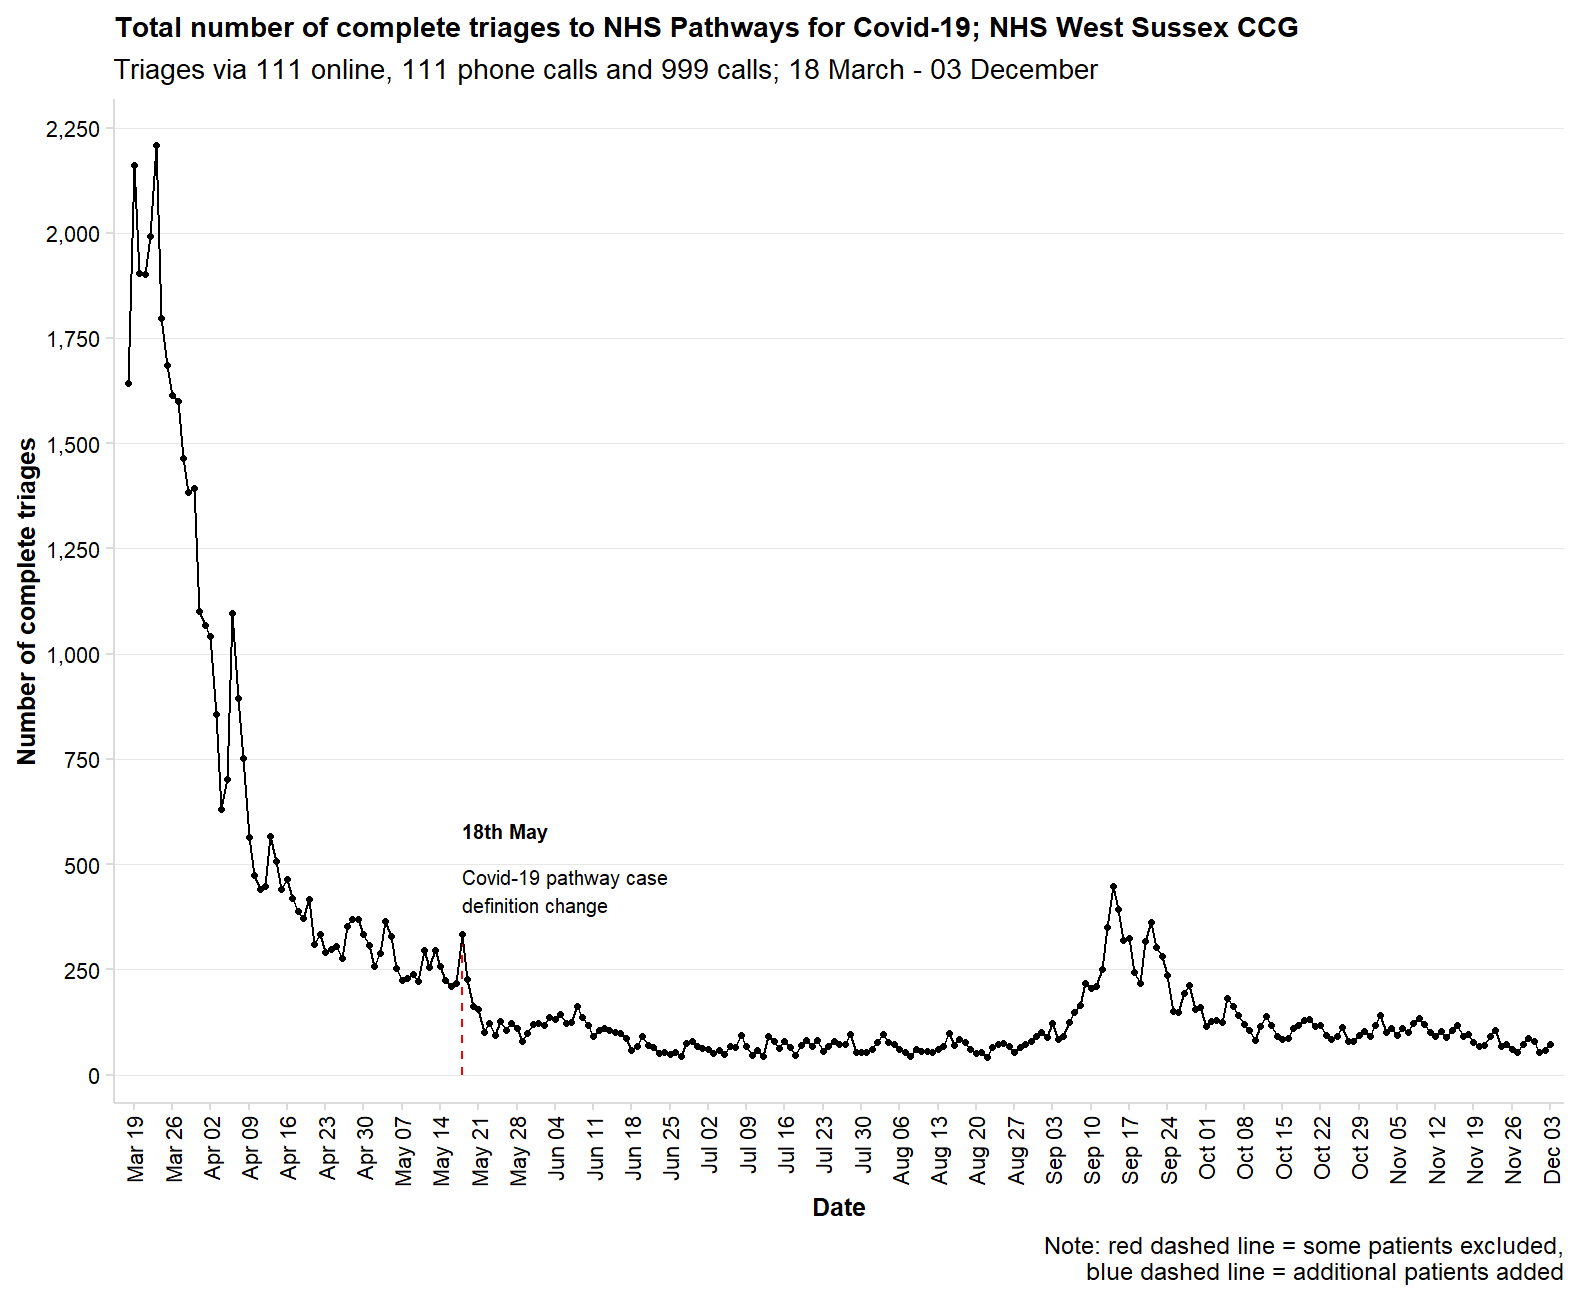 Total number of complete triages to NHS Pathways for Covid-19; NHS West Sussex CCG
Triages via 111 online, 111 phone calls and 999 calls; 18 March - 03 December
Number of complete triages
2,250
2,000
1,750
1,500
1,250
1,000
750
500
250
0
18th May
Covid-19 pathway case
definition change
Mar 19
Mar 26
Apr 02
Apr 09
Apr 16
Apr 23
Apr 30
May 07
May 14
May 21
May 28
Jun 04
Jun 11
Jun 18
Jun 25
Jul 02
Jul 09
Jul 16
Jul 23
Jul 30
Aug 06
Aug 13
Aug 20
Aug 27
Sep 03
Sep 10
Sep 17
Sep 24
Oct 01
Oct 08
Oct 15
Oct 22
Oct 29
Nov 05
Nov 12
Nov 19
Nov 26
Dec 03
Date
Note: red dashed line = some patients excluded,
blue dashed line = additional patients added